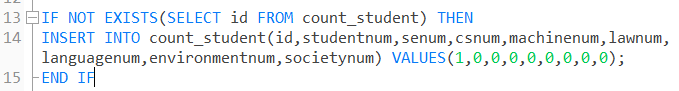 13 IF NOT EXISTS(SELECT id FROM count_student) THEN
14 INSERT INTO count_student(id,studentnum,senum,csnum,machinenum,lawnum,
languagenum,environmentnum,societynum) VALUES(1,0,0,0,0,0,0,0,0);
15 END IF